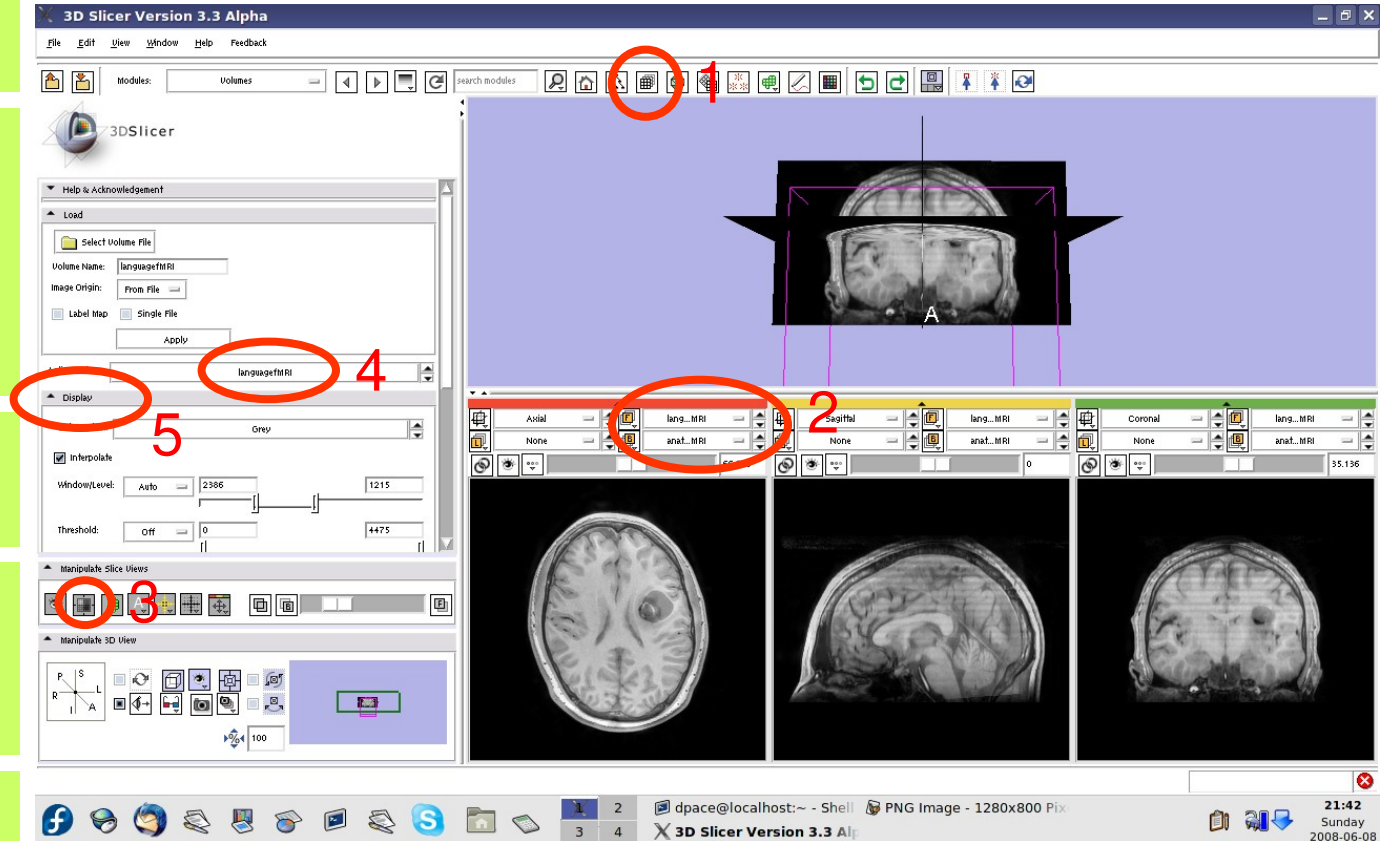 3D Slicer Version 3.3 Alpha
File Edit View Window Help Feedback
Modules: Volumes search modules
1
3DSlicer
Help & Acknowledgement
Load
Select Volume File
Volume Name: languagefMRI
Image Origin: From File
Label Map Single File
Apply
languagefMRI
4
Display
5
Grey
Interpolate
Window/Level: Auto 2386 1215
Threshold: Off 0 4475
Manipulate Slice Views
3
Manipulate 3D View
P S
R L
I A
100
A
Axial F lang...MRI
L None B anat...MRI
2
Sagittal F lang...MRI
L None B anat...MRI
0
Coronal F lang...MRI
L None B anat...MRI
35.136
1 2
3 4
dpace@localhost:~ - Shell
PNG Image - 1280x800 Pix
3D Slicer Version 3.3 Alp
21:42
Sunday
2008-06-08